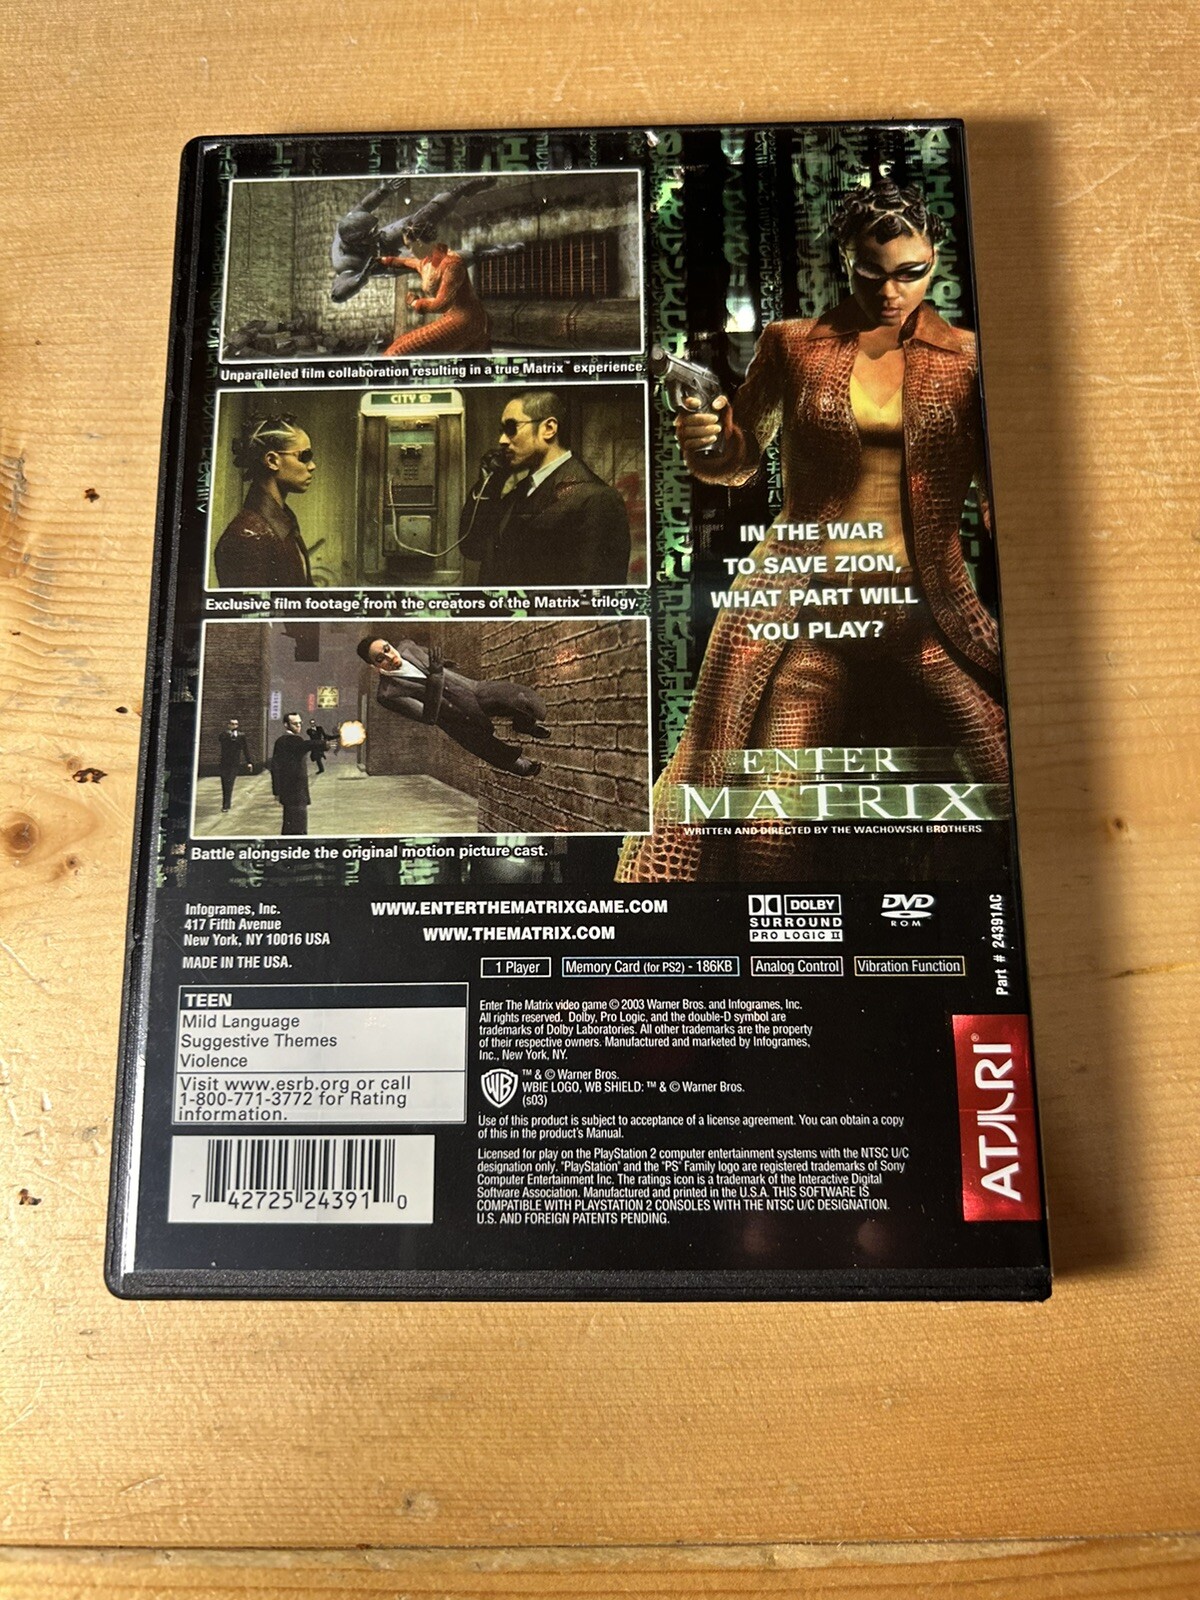 Unparalleled film collaboration resulting in a true Matrix™ experience.
CITY
Exclusive film footage from the creators of the Matrix™ trilogy.
Battle alongside the original motion picture cast.
IN THE WAR
TO SAVE ZION,
WHAT PART WILL
YOU PLAY?
ENTER
THE
MATRIX
WRITTEN AND DIRECTED BY THE WACHOWSKI BROTHERS
Infogrames, Inc.
417 Fifth Avenue
New York, NY 10016 USA
MADE IN THE USA.
WWW.ENTERTHEMATRIXGAME.COM
WWW.THEMATRIX.COM
DOLBY
SURROUND
PRO LOGIC II
DVD
ROM
Part # 24391AC
1 Player
Memory Card (for PS2) - 186KB
Analog Control
Vibration Function
TEEN
Mild Language
Suggestive Themes
Violence
Visit www.esrb.org or call
1-800-771-3772 for Rating
information.
Enter The Matrix video game © 2003 Warner Bros. and Infogrames, Inc.
All rights reserved. Dolby, Pro Logic, and the double-D symbol are
trademarks of Dolby Laboratories. All other trademarks are the property
of their respective owners. Manufactured and marketed by Infogrames,
Inc., New York, NY.
WB
™ & © Warner Bros.
WBIE LOGO, WB SHIELD: ™ & © Warner Bros.
(s03)
Use of this product is subject to acceptance of a license agreement. You can obtain a copy
of this in the product's Manual.
Licensed for play on the PlayStation 2 computer entertainment systems with the NTSC U/C
designation only. "PlayStation" and the "PS" Family logo are registered trademarks of Sony
Computer Entertainment Inc. The ratings icon is a trademark of the Interactive Digital
Software Association. Manufactured and printed in the U.S.A. THIS SOFTWARE IS
COMPATIBLE WITH PLAYSTATION 2 CONSOLES WITH THE NTSC U/C DESIGNATION.
U.S. AND FOREIGN PATENTS PENDING.
ATARI®
7 42725 24391 0